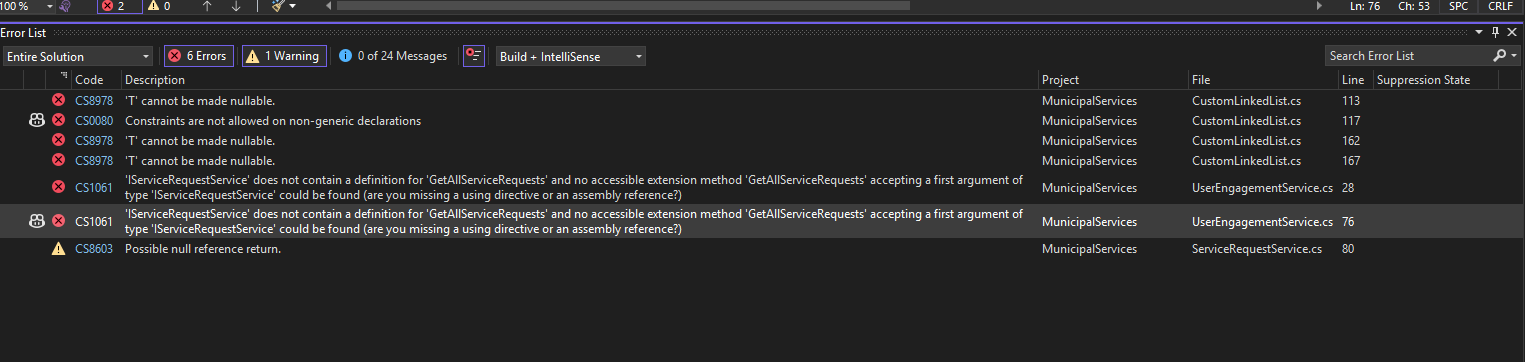 100 %
2
0
Ln: 76
Ch: 53
SPC
CRLF
Error List
Entire Solution
6 Errors
1 Warning
0 of 24 Messages
Build + IntelliSense
Search Error List
Code Description Project File Line Suppression State
CS8978 'T' cannot be made nullable. MunicipalServices CustomLinkedList.cs 113
CS0080 Constraints are not allowed on non-generic declarations MunicipalServices CustomLinkedList.cs 117
CS8978 'T' cannot be made nullable. MunicipalServices CustomLinkedList.cs 162
CS8978 'T' cannot be made nullable. MunicipalServices CustomLinkedList.cs 167
'IServiceRequestService' does not contain a definition for 'GetAllServiceRequests' and no accessible extension method 'GetAllServiceRequests' accepting a first argument of
CS1061 type 'IServiceRequestService' could be found (are you missing a using directive or an assembly reference?) MunicipalServices UserEngagementService.cs 28
'IServiceRequestService' does not contain a definition for 'GetAllServiceRequests' and no accessible extension method 'GetAllServiceRequests' accepting a first argument of
CS1061 type 'IServiceRequestService' could be found (are you missing a using directive or an assembly reference?) MunicipalServices UserEngagementService.cs 76
CS8603 Possible null reference return. MunicipalServices ServiceRequestService.cs 80